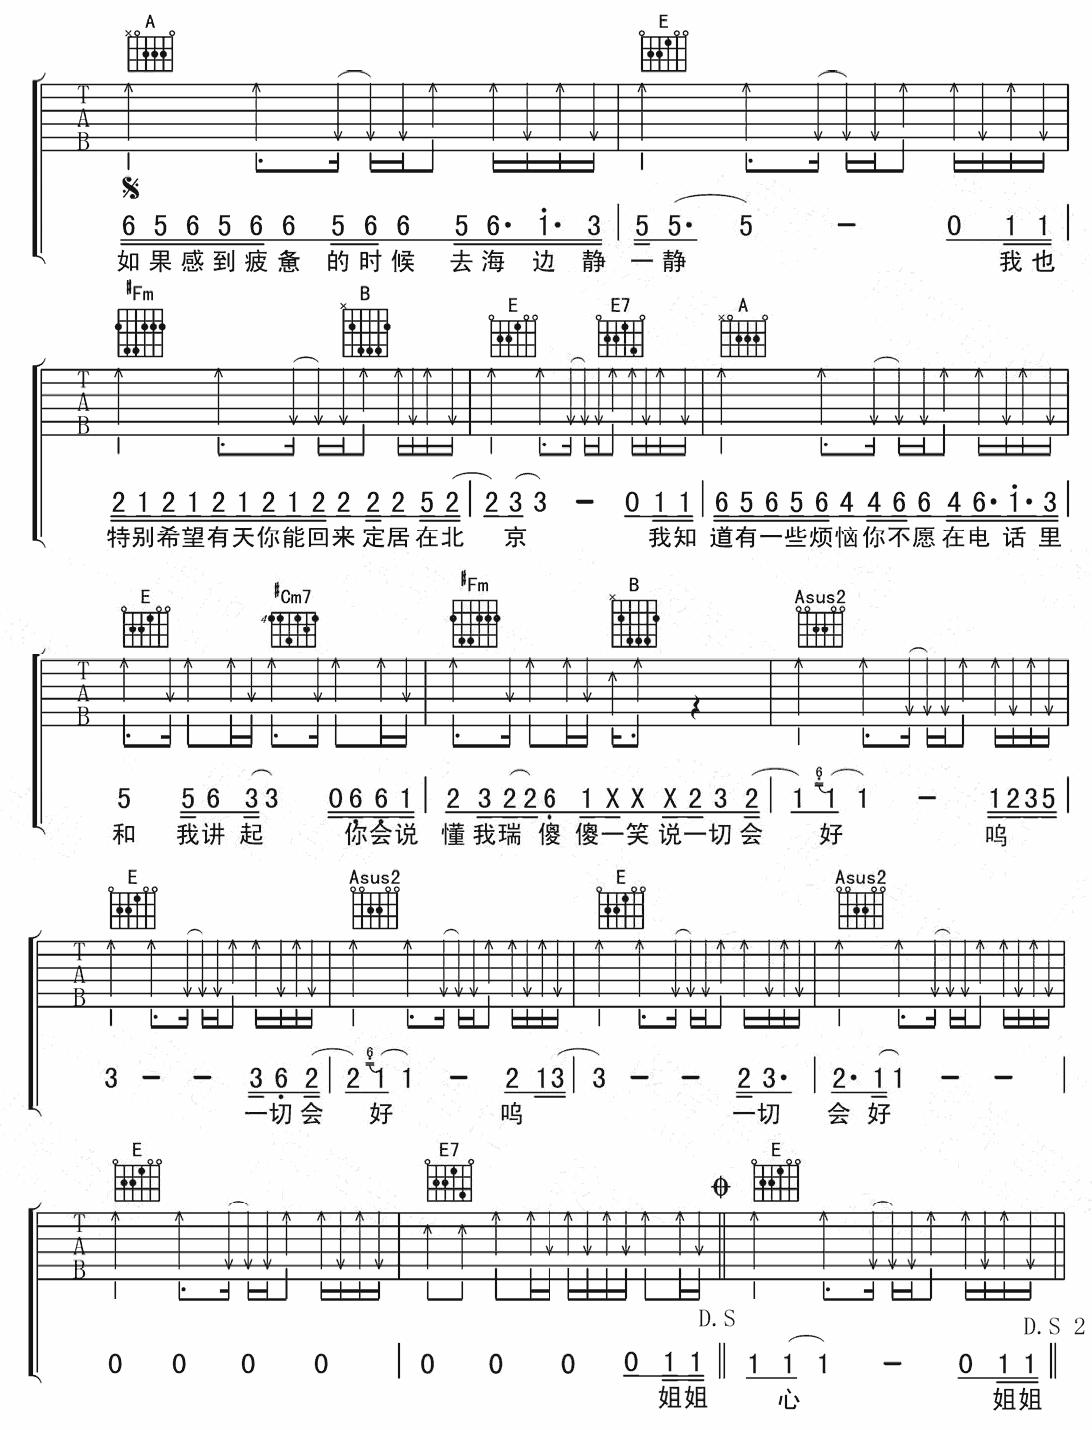 A E
T
A
B
6 5 6 5 6 6 5 6 6 5 6· 1· 3 | 5 5· 5 － 0 1 1
如果感到疲惫的时候 去海边静一静 我也
#Fm B E E7 A
T
A
B
2 1 2 1 2 1 2 1 2 2 2 2 5 2 | 2 3 3 － 0 1 1 | 6 5 6 5 6 4 4 6 6 4 6· 1· 3
特别希望有天你能回来定居在北京 我知道有一些烦恼你不愿在电话里
E #Cm7 #Fm B Asus2
4
T
A
B
5 5 6 3 3 0 6 6 1 | 2 3 2 2 6 1 X X X 2 3 2 | 1 6 1 1 － 1 2 3 5
和 我讲起 你会说 懂我瑞傻傻一笑说一切会 好 呜
E Asus2 E Asus2
T
A
B
3 － － 3 6 2 | 2 6 1 1 － 2 1 3 | 3 － － 2 3· | 2· 1 1 － －
一切会 好 呜 一切 会好
E E7 E
T
A
B
D.S D.S 2
0 0 0 0 | 0 0 0 0 1 1 ‖ 1 1 1 － 0 1 1 ‖
姐姐 心 姐姐